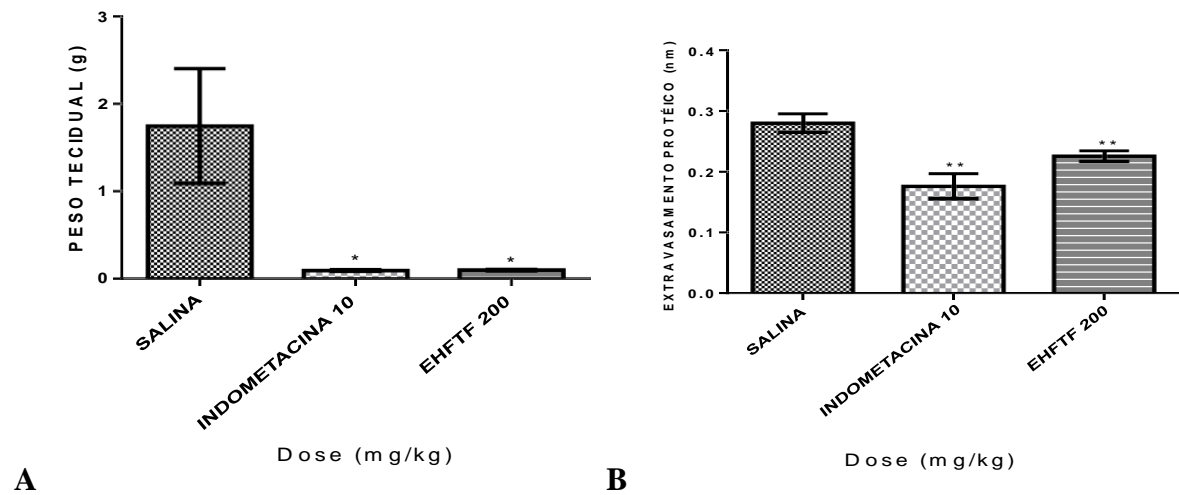 PESO TECIDUAL (g)
3
2
1
0
*
*
SALINA
INDOMETACINA 10
EHFTF 200
Dose (mg/kg)
A
EXTRAVASAMENTO PROTÉICO (nm)
0.4
0.3
0.2
0.1
0.0
**
**
SALINA
INDOMETACINA 10
EHFTF 200
Dose (mg/kg)
B